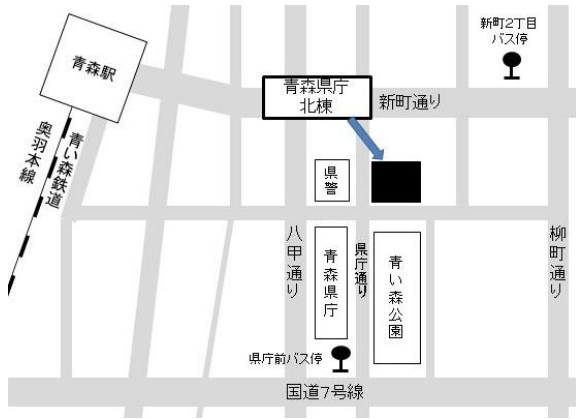 新町2丁目
バス停
青森駅
青森県庁
北棟
新町通り
青い森鉄道
奥羽本線
県警
八甲通り
青森県庁
県庁通り
青い森公園
柳町通り
県庁前バス停
国道7号線